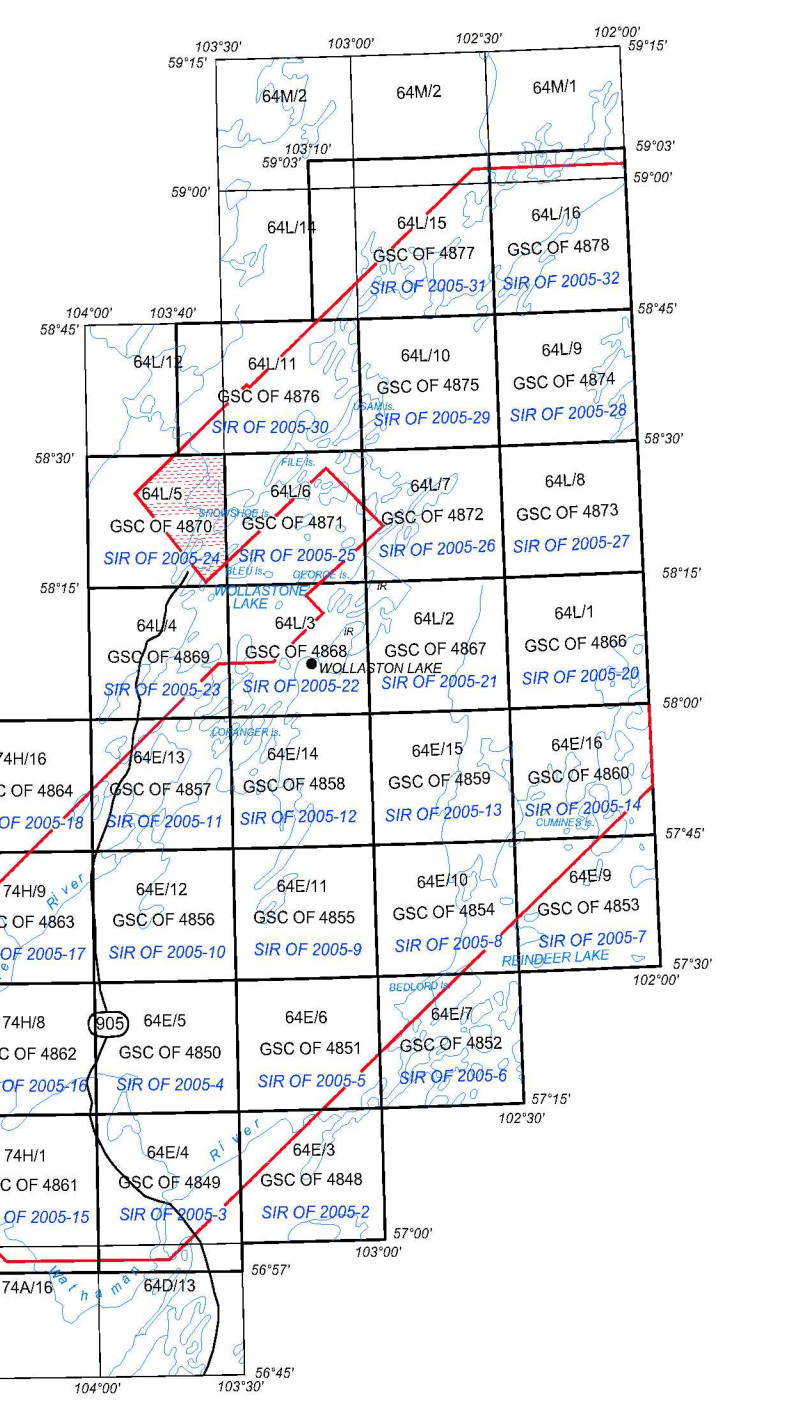 103°30' 103°00' 102°30' 102°00'
59°15' 59°15'
64M/2 64M/2 64M/1
103°10'
59°03' 59°03'
59°00' 59°00'
64L/14 64L/15 64L/16
GSC OF 4877 GSC OF 4878
SIR OF 2005-31 SIR OF 2005-32
104°00' 103°40'
58°45' 58°45'
64L/12 64L/11 64L/10 64L/9
GSC OF 4876 GSC OF 4875 GSC OF 4874
USAM Is.
SIR OF 2005-30 SIR OF 2005-29 SIR OF 2005-28
58°30' 58°30'
FILE Is.
64L/5 64L/6 64L/7 64L/8
SNOWSHOE Is.
GSC OF 4870 GSC OF 4871 GSC OF 4872 GSC OF 4873
SIR OF 2005-24 SIR OF 2005-25 SIR OF 2005-26 SIR OF 2005-27
BLEU Is. GEORGE Is.
58°15' 58°15'
WOLLASTONE
LAKE
IR
64L/4 64L/3 64L/2 64L/1
IR
GSC OF 4869 GSC OF 4868 GSC OF 4867 GSC OF 4866
WOLLASTON LAKE
SIR OF 2005-23 SIR OF 2005-22 SIR OF 2005-21 SIR OF 2005-20
58°00'
LORANGER Is.
74H/16 64E/13 64E/14 64E/15 64E/16
C OF 4864 GSC OF 4857 GSC OF 4858 GSC OF 4859 GSC OF 4860
OF 2005-18 SIR OF 2005-11 SIR OF 2005-12 SIR OF 2005-13 SIR OF 2005-14
CUMINES Is.
57°45'
River
74H/9 64E/12 64E/11 64E/10 64E/9
C OF 4863 GSC OF 4856 GSC OF 4855 GSC OF 4854 GSC OF 4853
OF 2005-17 SIR OF 2005-10 SIR OF 2005-9 SIR OF 2005-8 SIR OF 2005-7
REINDEER LAKE
57°30'
102°00'
BEDLORD Is.
905
74H/8 64E/5 64E/6 64E/7
C OF 4862 GSC OF 4850 GSC OF 4851 GSC OF 4852
OF 2005-16 SIR OF 2005-4 SIR OF 2005-5 SIR OF 2005-6
57°15'
102°30'
River
74H/1 64E/4 64E/3
C OF 4861 GSC OF 4849 GSC OF 4848
OF 2005-15 SIR OF 2005-3 SIR OF 2005-2
57°00'
103°00'
56°57'
Wathaman
74A/16 64D/13
56°45'
104°00' 103°30'